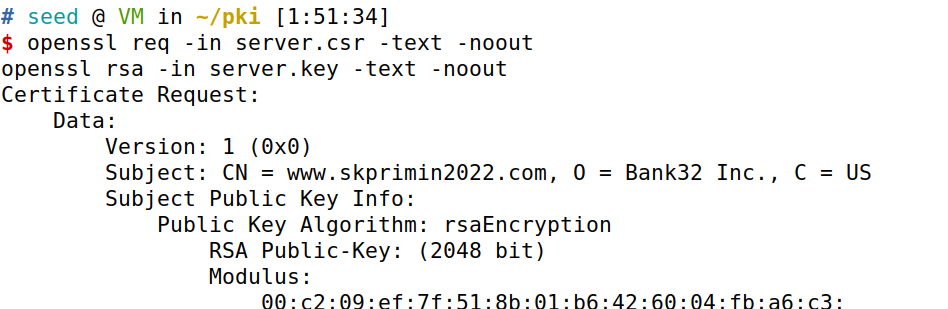 # seed @ VM in ~/pki [1:51:34]
$ openssl req -in server.csr -text -noout
openssl rsa -in server.key -text -noout
Certificate Request:
    Data:
        Version: 1 (0x0)
        Subject: CN = www.skprimin2022.com, O = Bank32 Inc., C = US
        Subject Public Key Info:
            Public Key Algorithm: rsaEncryption
                RSA Public-Key: (2048 bit)
                Modulus:
                    00:c2:09:ef:7f:51:8b:01:b6:42:60:04:fb:a6:c3: